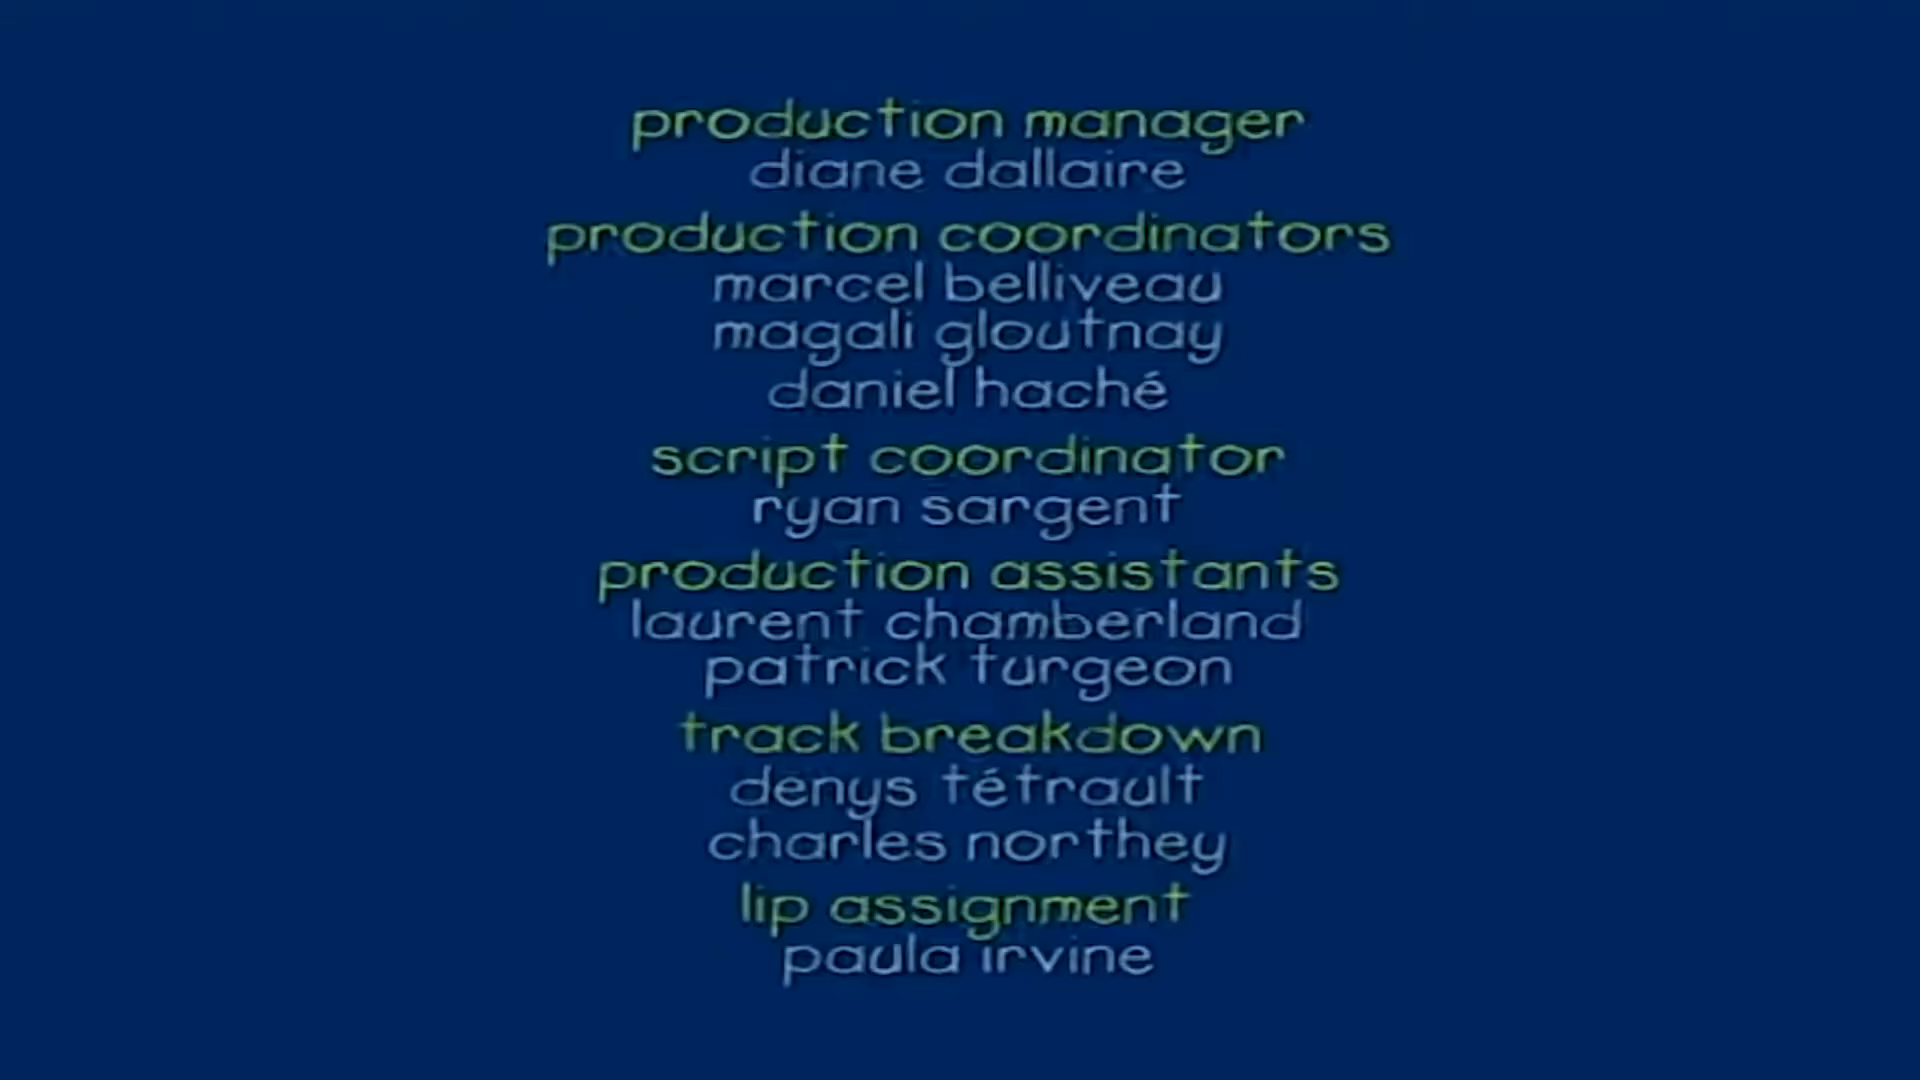 production manager
diane dallaire
production coordinators
marcel belliveau
magali gloutnay
daniel haché
script coordinator
ryan sargent
production assistants
laurent chamberland
patrick turgeon
track breakdown
denys tétrault
charles northey
lip assignment
paula irvine